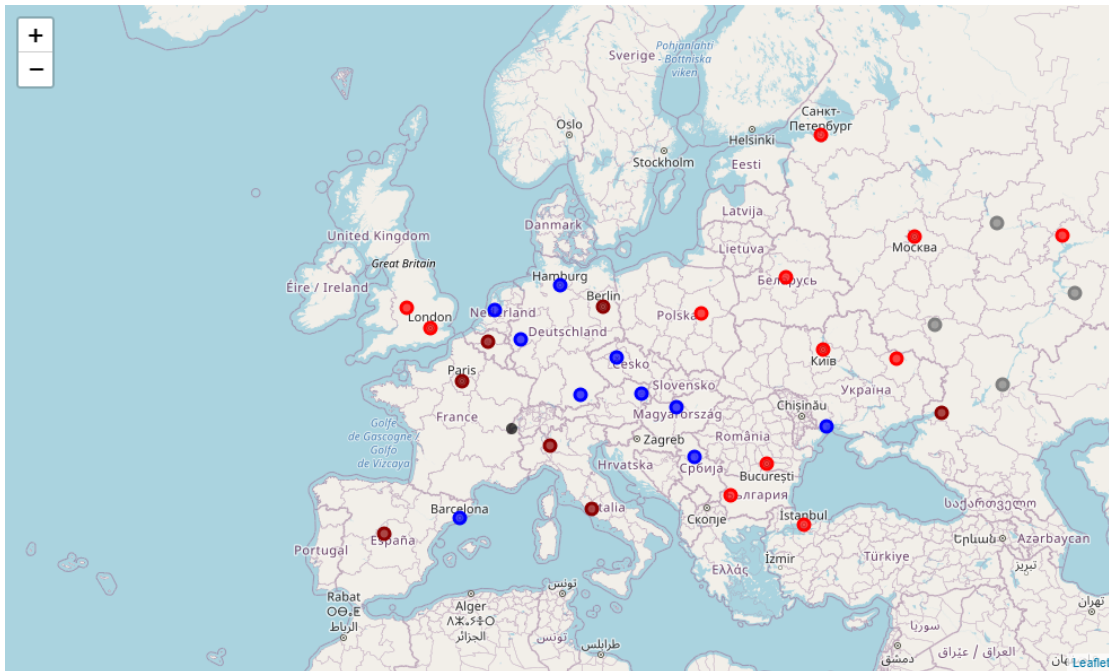 +
−
Pohjanlahti
- Bottniska
viken
Sverige
Санкт-
Петербург
Oslo
Helsinki
Stockholm
Eesti
Latvija
Danmark
United Kingdom
Lietuva
Москва
Great Britain
Hamburg
Беларусь
Éire / Ireland
Berlin
London
Nederland
Polska
Deutschland
Київ
Paris
Česko
Slovensko
Україна
Chișinău
France
Magyarország
Golfe
de Gascogne /
Golfo
de Vizcaya
Zagreb
România
Hrvatska
Србија
București
България
Barcelona
Italia
Скопје
İstanbul
საქართველო
España
Portugal
Երևան
Azərbaycan
İzmir
Türkiye
Ελλάς
تبریز
تونس
Rabat
ⵔⴱⴰⵟ
الرباط
Alger
الجزائر
تونس
طرابلس
سوريا
دمشق
العراق / عێراق
تهران
Leaflet